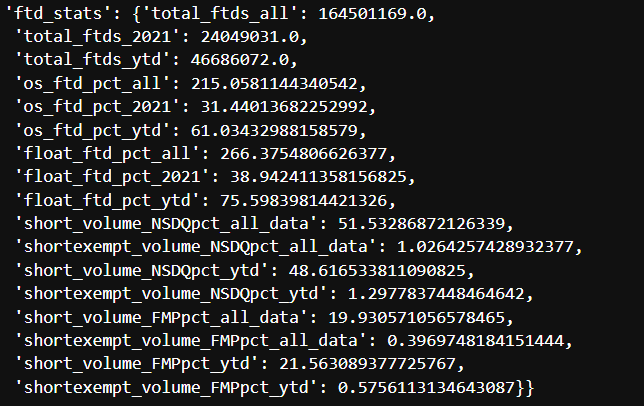 'ftd_stats': {'total_ftds_all': 164501169.0,
'total_ftds_2021': 24049031.0,
'total_ftds_ytd': 46686072.0,
'os_ftd_pct_all': 215.0581144340542,
'os_ftd_pct_2021': 31.44013682252992,
'os_ftd_pct_ytd': 61.03432988158579,
'float_ftd_pct_all': 266.3754806626377,
'float_ftd_pct_2021': 38.942411358156825,
'float_ftd_pct_ytd': 75.59839814421326,
'short_volume_NSDQpct_all_data': 51.53286872126339,
'shortexempt_volume_NSDQpct_all_data': 1.0264257428932377,
'short_volume_NSDQpct_ytd': 48.616533811090825,
'shortexempt_volume_NSDQpct_ytd': 1.2977837448464642,
'short_volume_FMPpct_all_data': 19.930571056578465,
'shortexempt_volume_FMPpct_all_data': 0.3969748184151444,
'short_volume_FMPpct_ytd': 21.563089377725767,
'shortexempt_volume_FMPpct_ytd': 0.5756113134643087}}